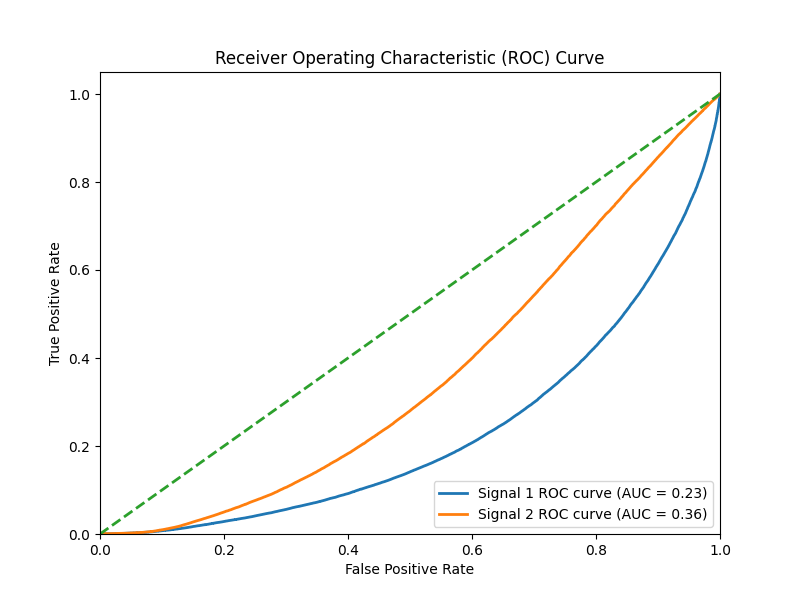 Receiver Operating Characteristic (ROC) Curve
1.0
0.8
0.6
0.4
0.2
0.0
True Positive Rate
Signal 1 ROC curve (AUC = 0.23)
Signal 2 ROC curve (AUC = 0.36)
0.0 0.2 0.4 0.6 0.8 1.0
False Positive Rate